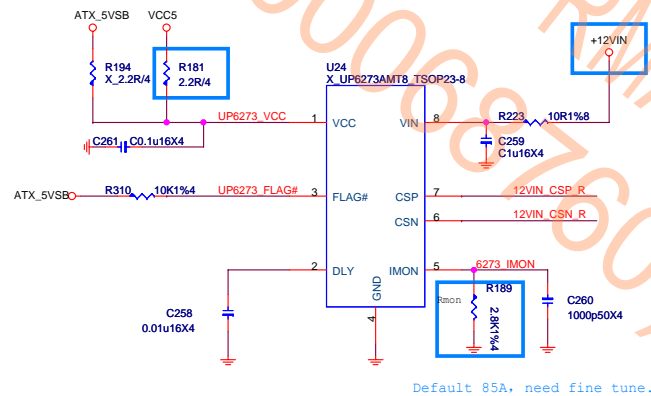 ATX_5VSB
VCC5
+12VIN
R194
X_2.2R/4
R181
2.2R/4
U24
X_UP6273AMT8_TSOP23-8
UP6273_VCC
1
VCC
VIN
8
R223
10R1%8
C261
C0.1u16X4
C259
C1u16X4
ATX_5VSB
R310
10K1%4
UP6273_FLAG#
3
FLAG#
CSP
7
12VIN_CSP_R
CSN
6
12VIN_CSN_R
2
DLY
IMON
5
6273_IMON
GND
4
C258
0.01u16X4
Rmon
R189
2.8K1%4
C260
1000p50X4
Default 85A, need fine tune.